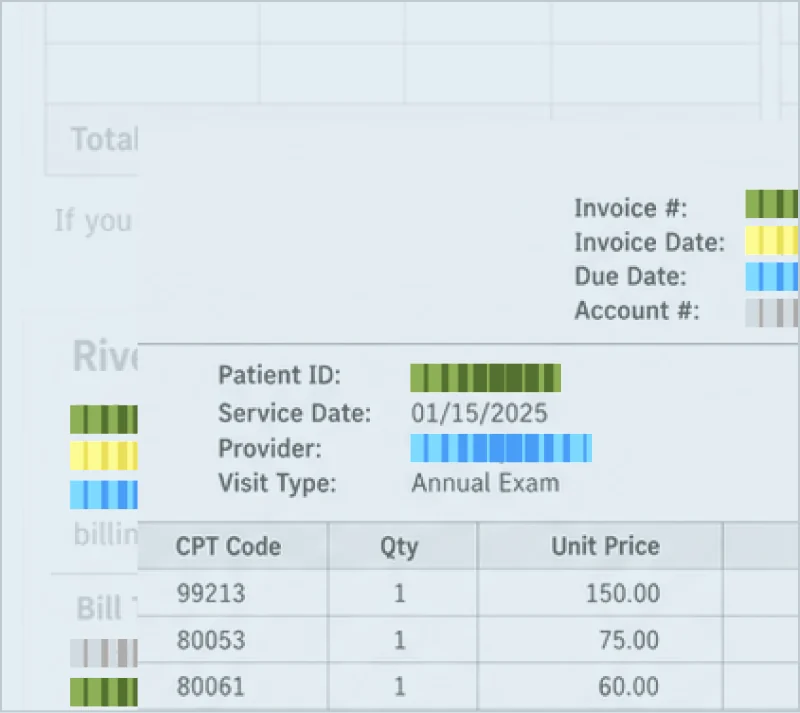 Total
If you
Invoice #:
Invoice Date:
Due Date:
Account #:
Patient ID:
Service Date: 01/15/2025
Provider:
Visit Type: Annual Exam
CPT Code Qty Unit Price
99213 1 150.00
80053 1 75.00
80061 1 60.00
Bill